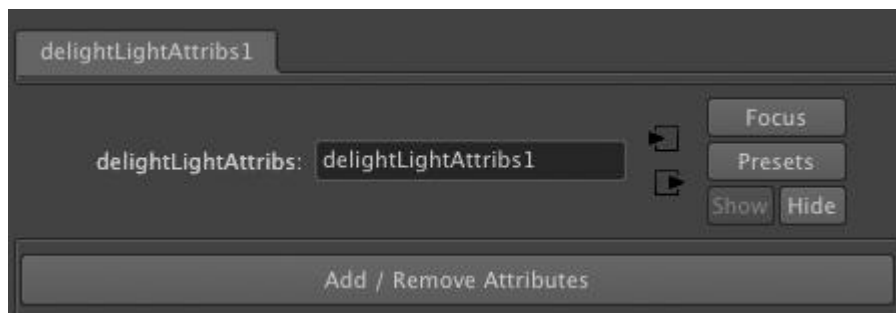 delightLightAttribs1
Focus
delightLightAttribs: delightLightAttribs1
Presets
Show Hide
Add / Remove Attributes